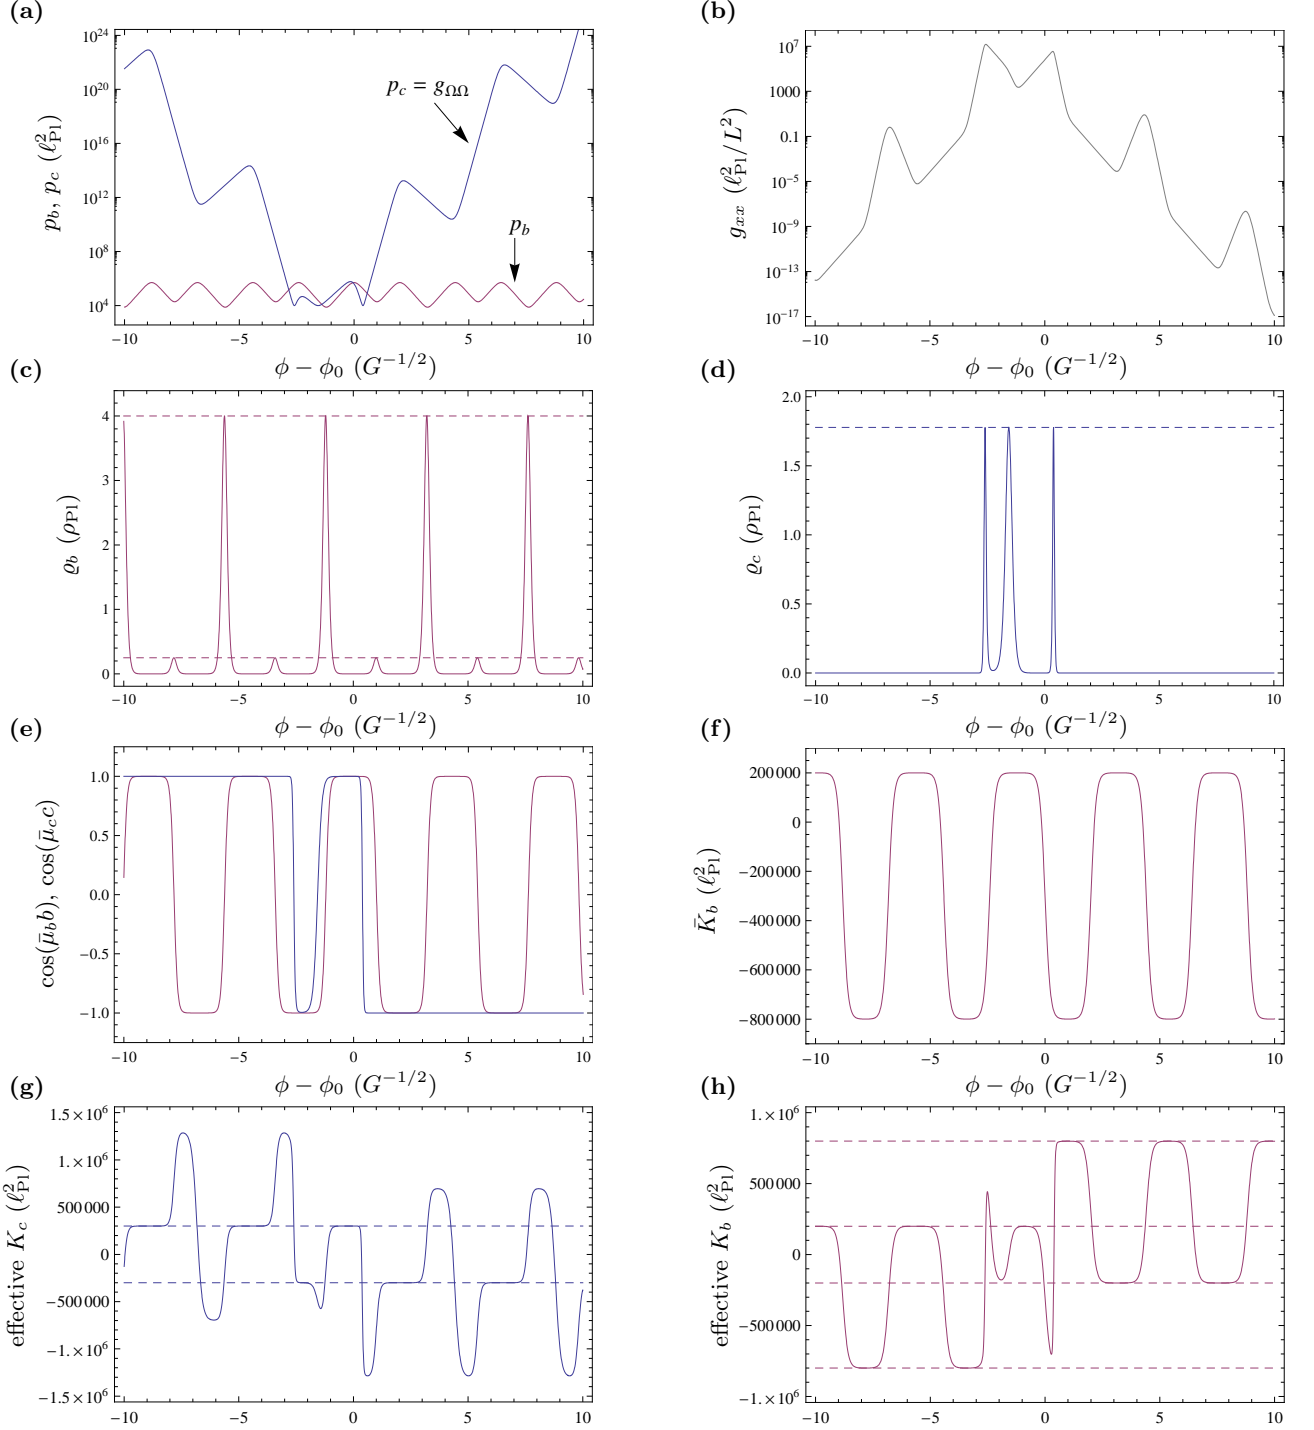 (a)
10^24
10^20
10^16
10^12
10^8
10^4
p_b, p_c (ℓ²_Pl)
p_c = g_ΩΩ
p_b
−10 −5 0 5 10
ϕ − ϕ_0 (G^{−1/2})
(b)
10^7
1000
0.1
10^−5
10^−9
10^−13
10^−17
g_xx (ℓ²_Pl/L²)
−10 −5 0 5 10
ϕ − ϕ_0 (G^{−1/2})
(c)
4
3
2
1
0
ϱ_b (ρ_Pl)
−10 −5 0 5 10
ϕ − ϕ_0 (G^{−1/2})
(d)
2.0
1.5
1.0
0.5
0.0
ϱ_c (ρ_Pl)
−10 −5 0 5 10
ϕ − ϕ_0 (G^{−1/2})
(e)
1.0
0.5
0.0
−0.5
−1.0
cos(μ̄_b b), cos(μ̄_c c)
−10 −5 0 5 10
ϕ − ϕ_0 (G^{−1/2})
(f)
200 000
0
−200 000
−400 000
−600 000
−800 000
K̄_b (ℓ²_Pl)
−10 −5 0 5 10
ϕ − ϕ_0 (G^{−1/2})
(g)
1.5×10^6
1.×10^6
500 000
0
−500 000
−1.×10^6
−1.5×10^6
effective K_c (ℓ²_Pl)
−10 −5 0 5 10
(h)
1.×10^6
500 000
0
−500 000
−1.×10^6
effective K_b (ℓ²_Pl)
−10 −5 0 5 10